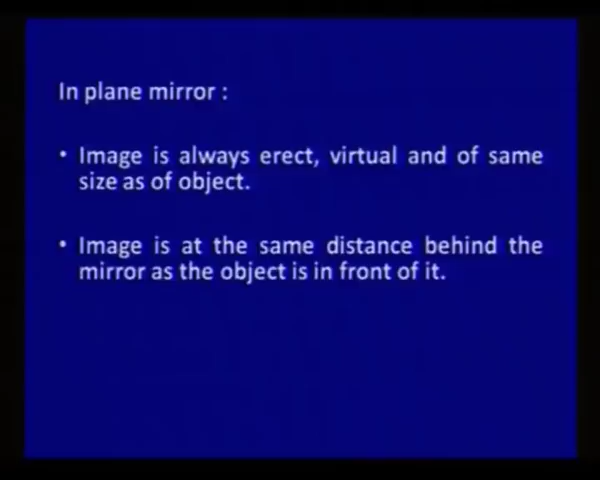 In plane mirror :
• Image is always erect, virtual and of same
size as of object.
• Image is at the same distance behind the
mirror as the object is in front of it.